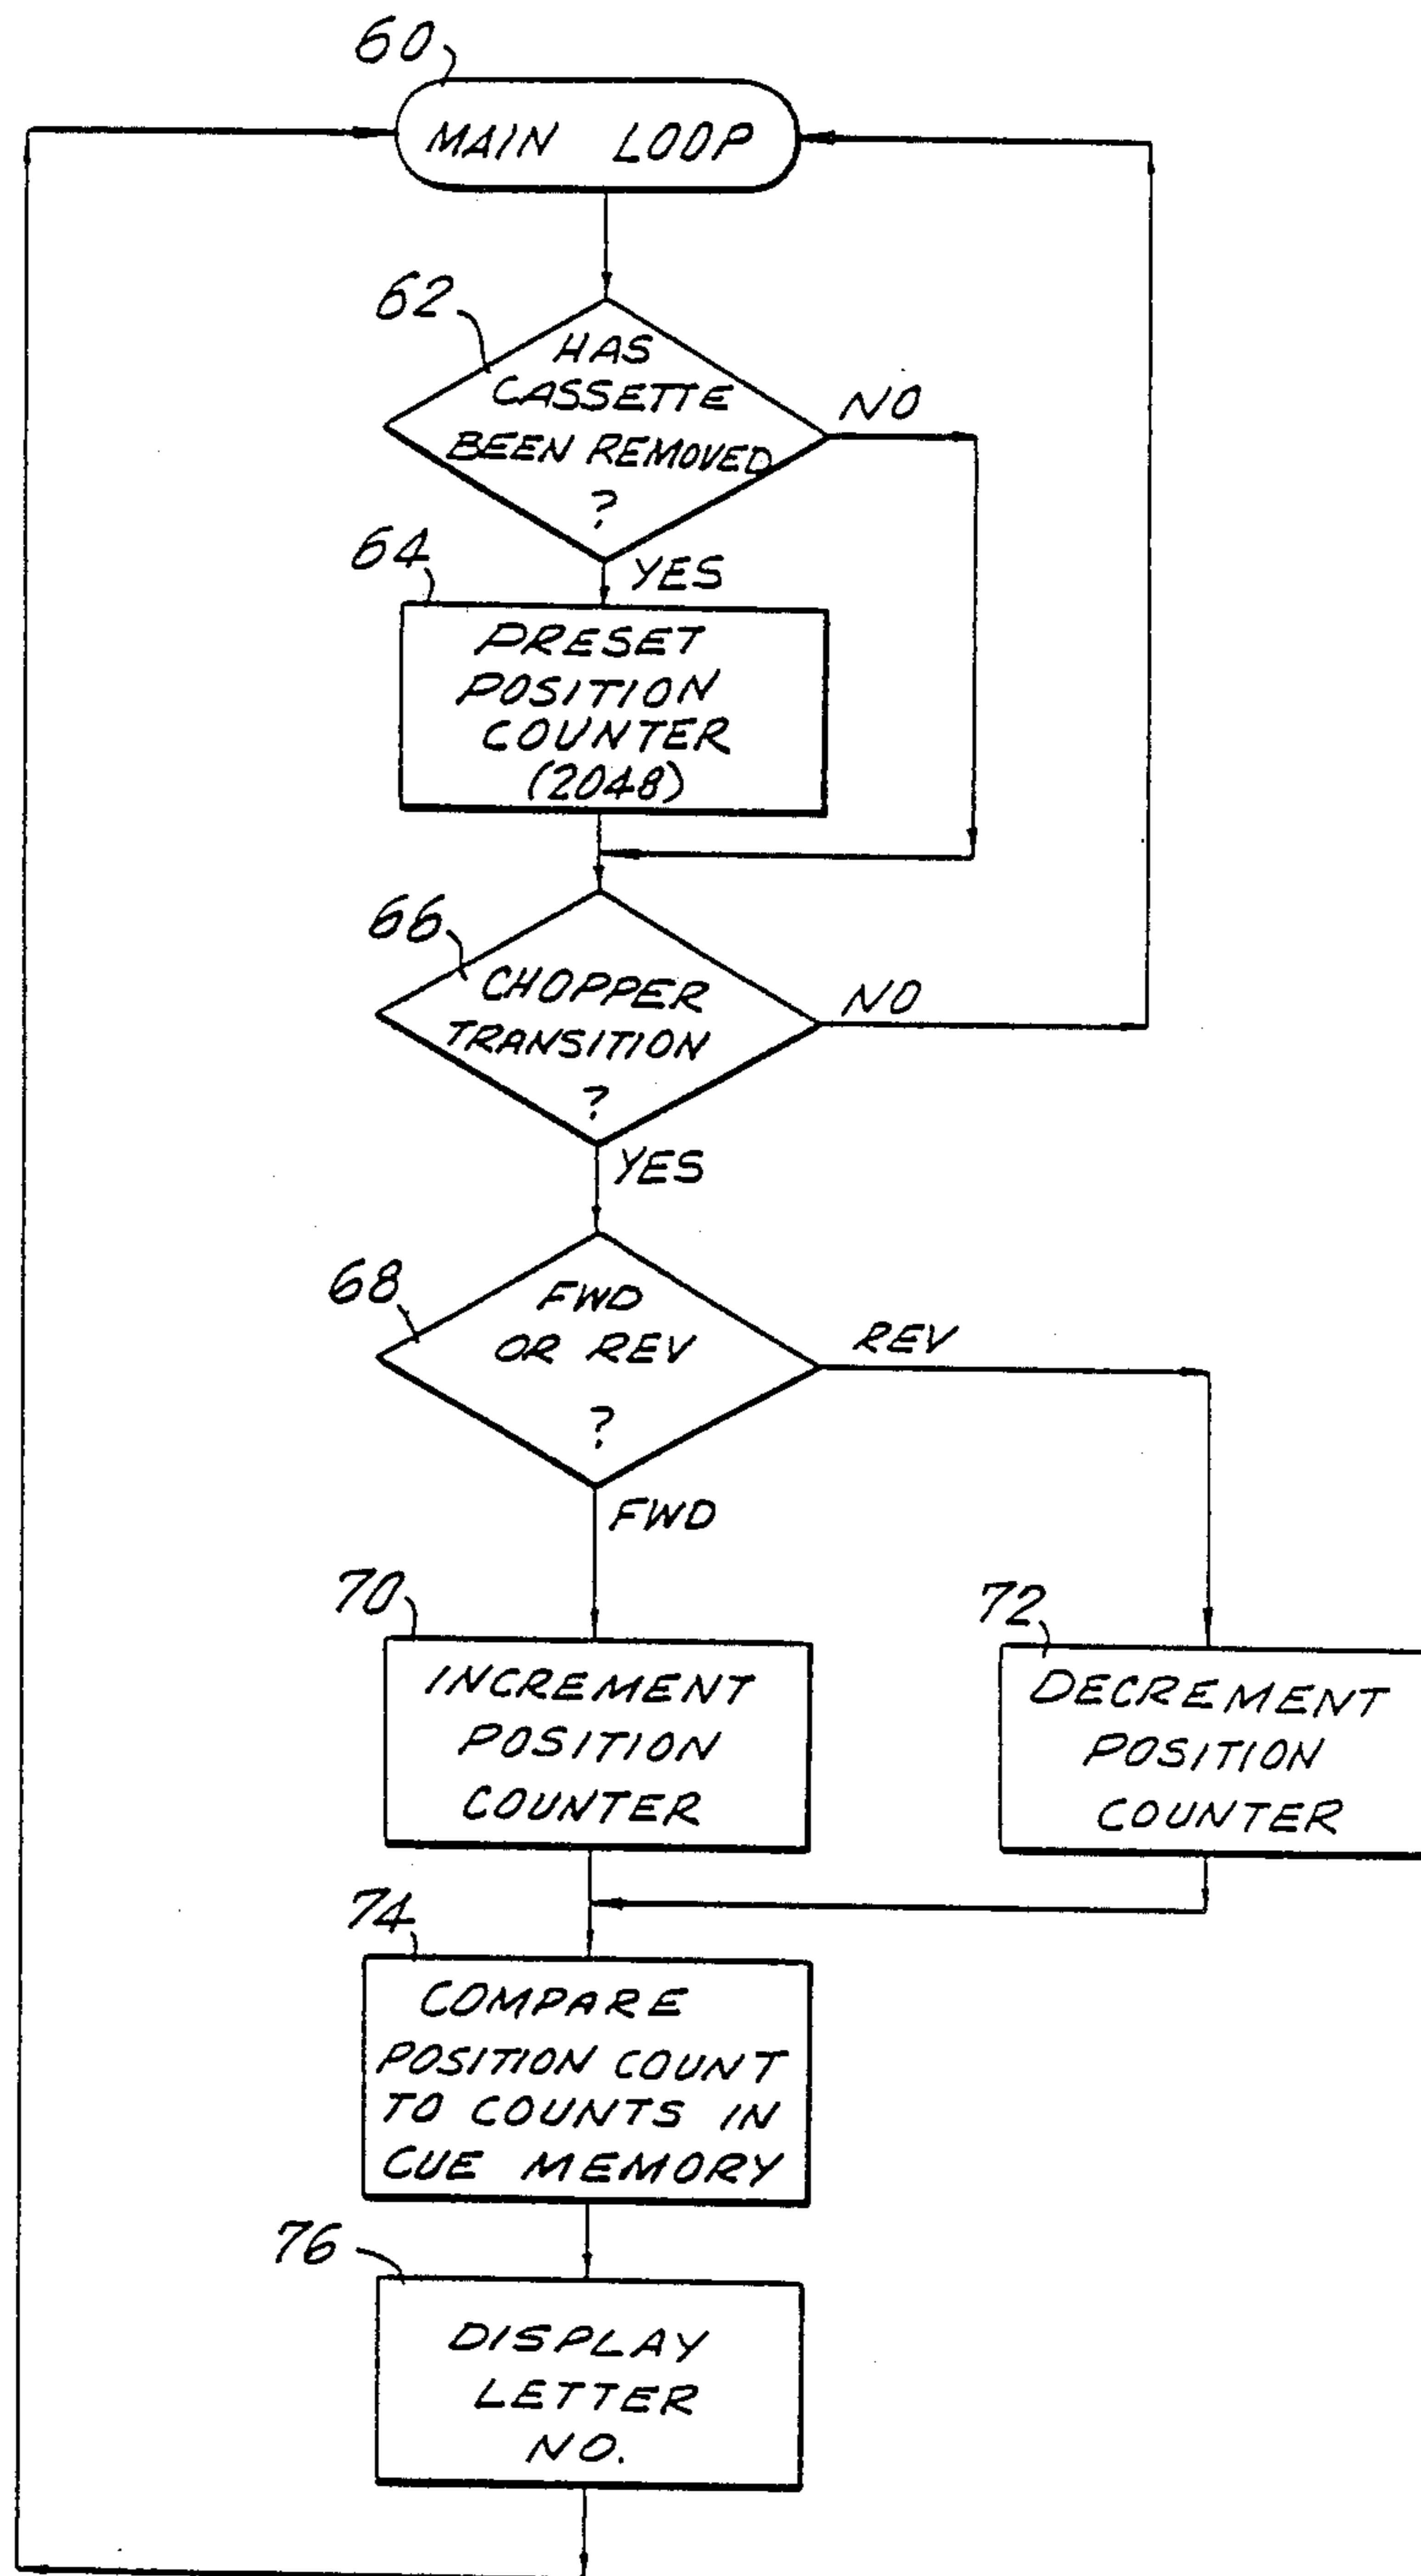 60
MAIN LOOP
62
HAS
CASSETTE
BEEN REMOVED
?
NO
YES
64
PRESET
POSITION
COUNTER
(2048)
66
CHOPPER
TRANSITION
?
NO
YES
68
FWD
OR REV
?
REV
FWD
70
INCREMENT
POSITION
COUNTER
72
DECREMENT
POSITION
COUNTER
74
COMPARE
POSITION COUNT
TO COUNTS IN
CUE MEMORY
76
DISPLAY
LETTER
NO.